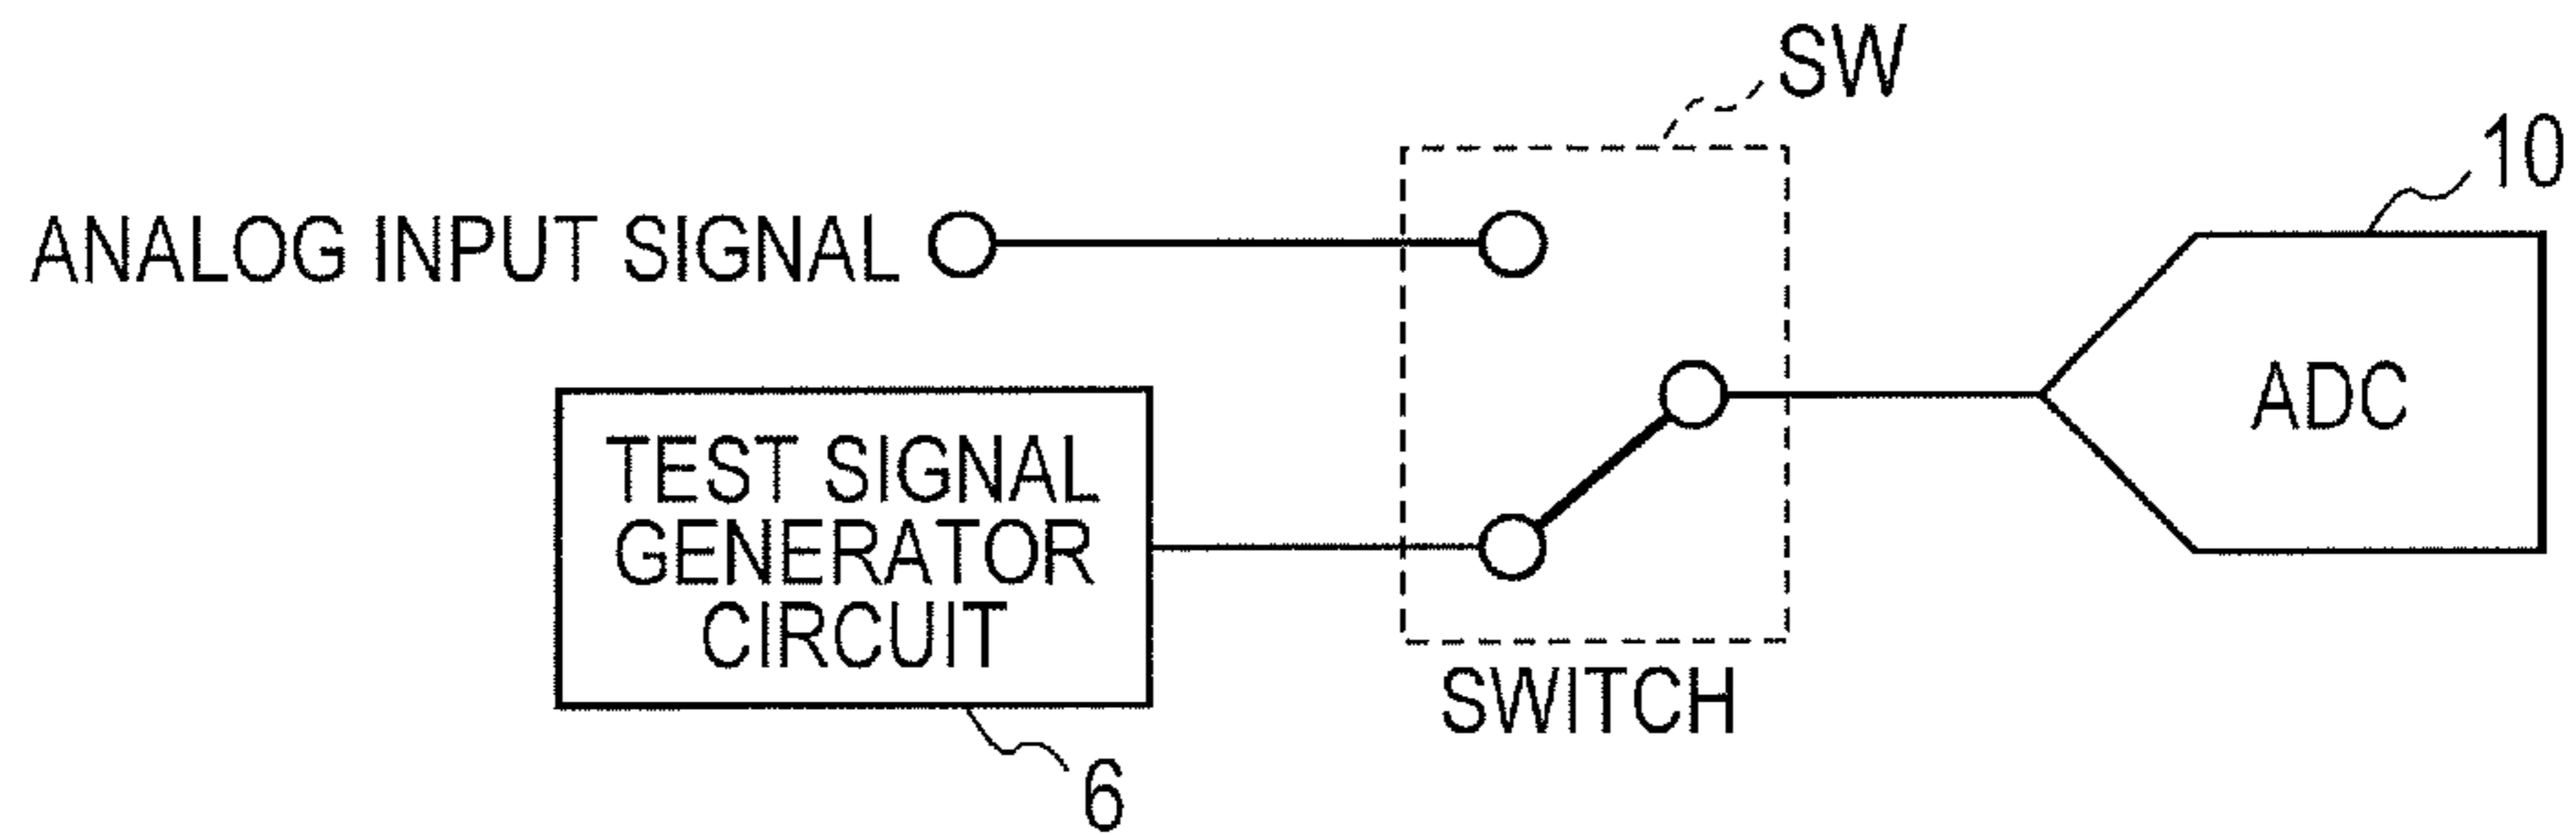 SW
10
ANALOG INPUT SIGNAL
ADC
TEST SIGNAL
GENERATOR
CIRCUIT
SWITCH
6